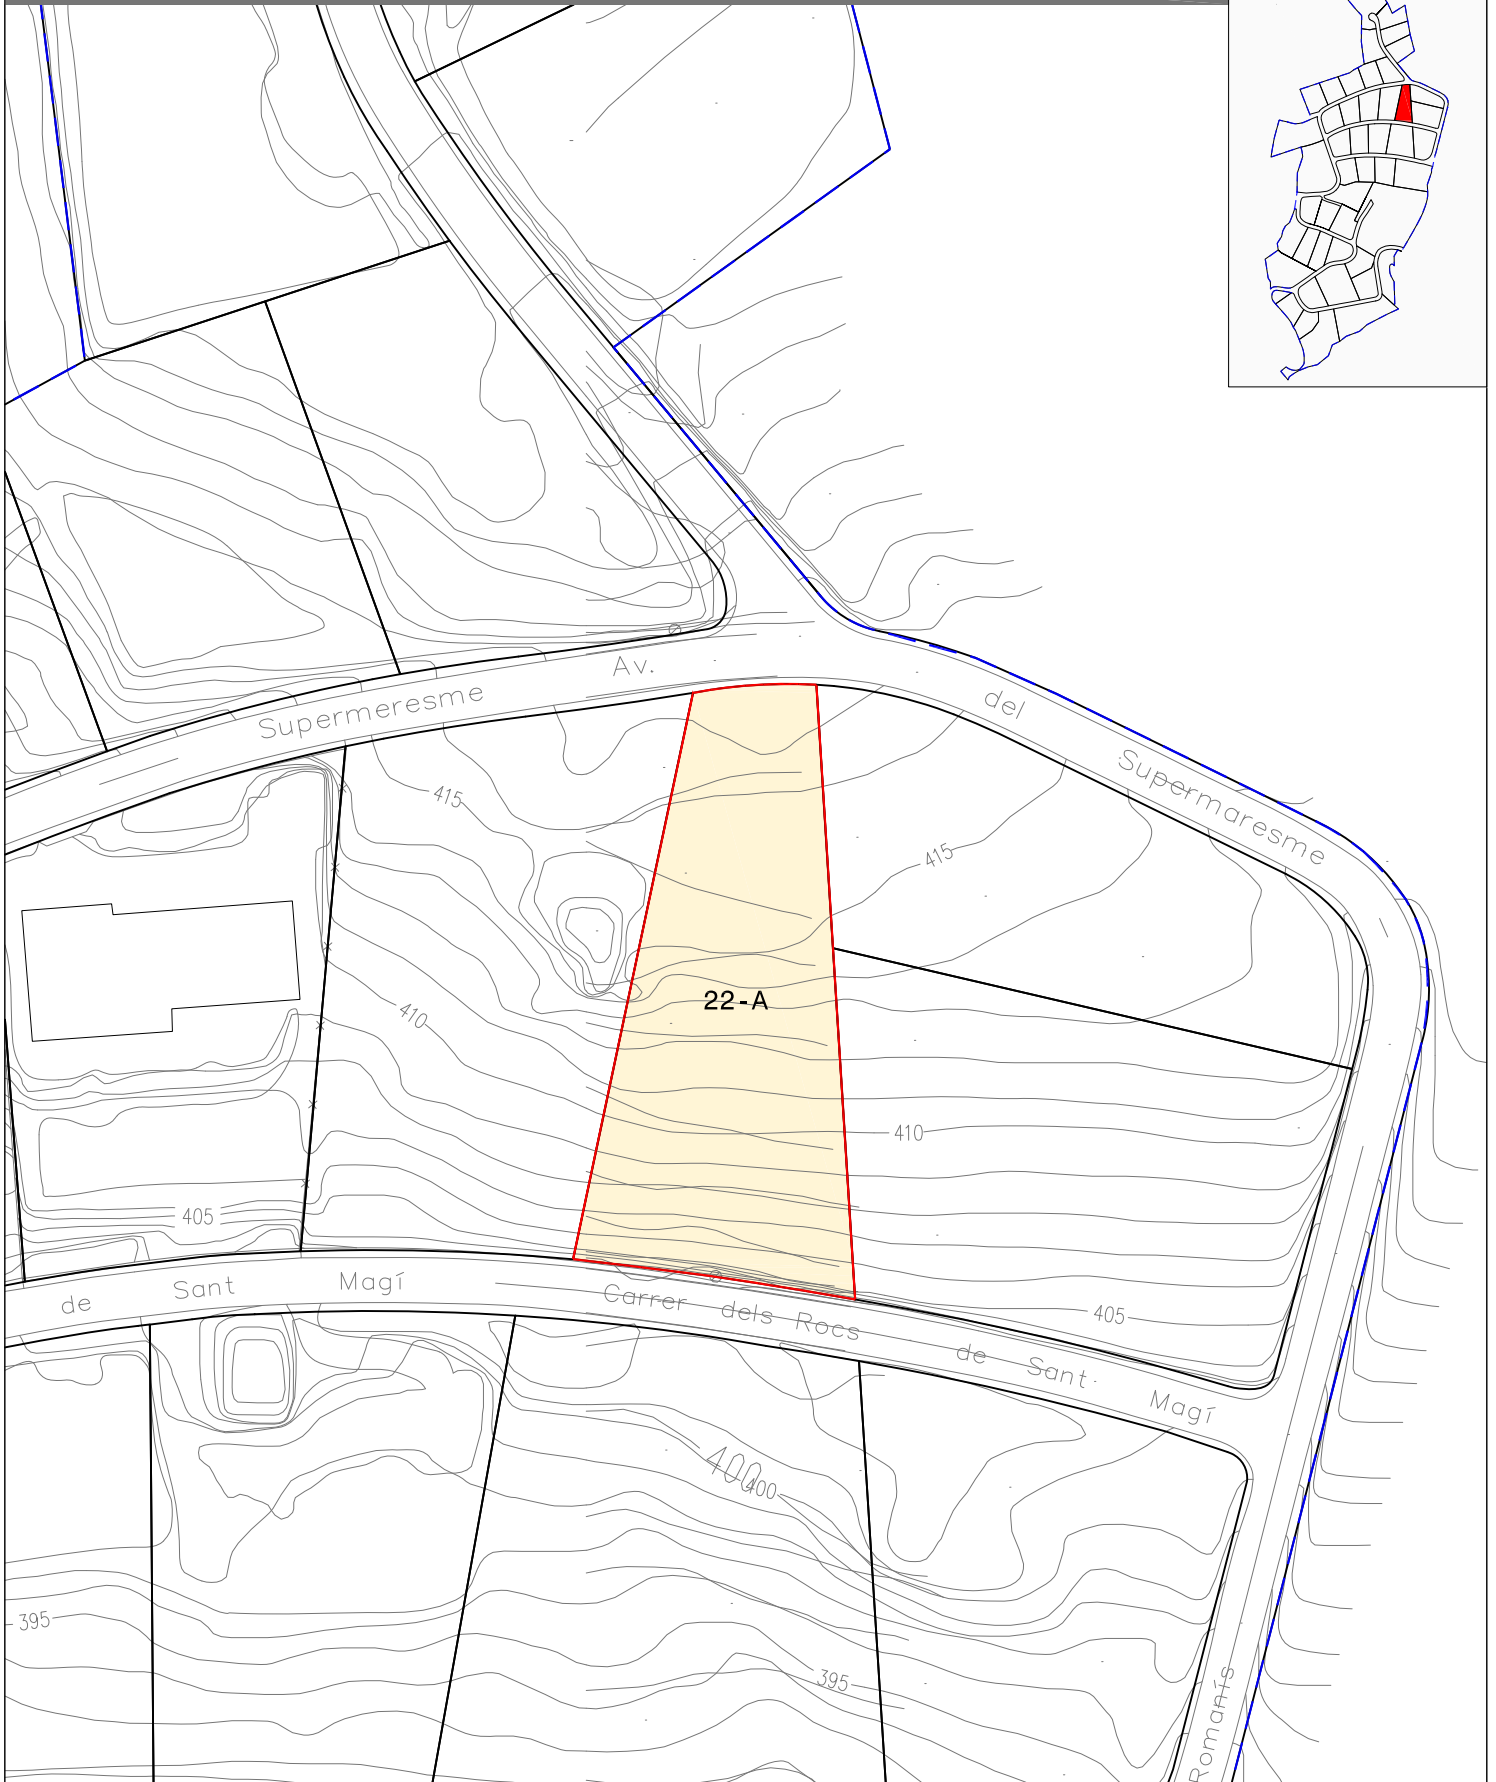 Av.
Supermeresme
del
Supermaresme
415
415
22-A
410
410
405
405
de Sant Magí
Carrer dels Rocs
de Sant Magí
400
400
395
395
Romanís